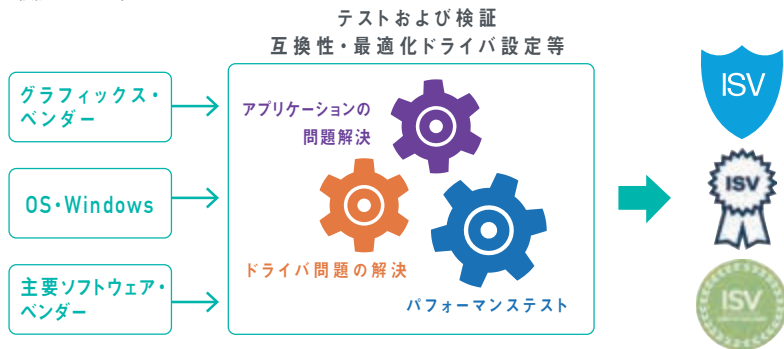 テストおよび検証
互換性・最適化ドライバ設定等
グラフィックス・
ベンダー
アプリケーションの
問題解決
OS・Windows
ドライバ問題の解決
主要ソフトウェア・
ベンダー
パフォーマンステスト
ISV
ISV
ISV